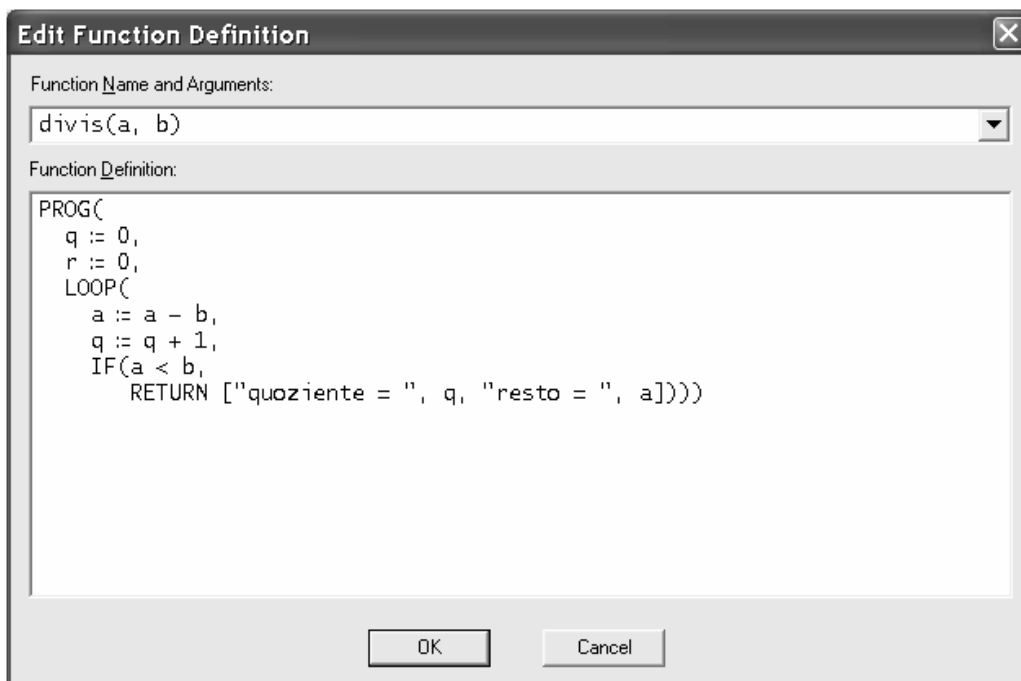 Edit Function Definition
Function Name and Arguments:
divis(a, b)
Function Definition:
PROG(
  q := 0,
  r := 0,
  LOOP(
    a := a - b,
    q := q + 1,
    IF(a < b,
       RETURN ["quoziente = ", q, "resto = ", a])))
OK
Cancel